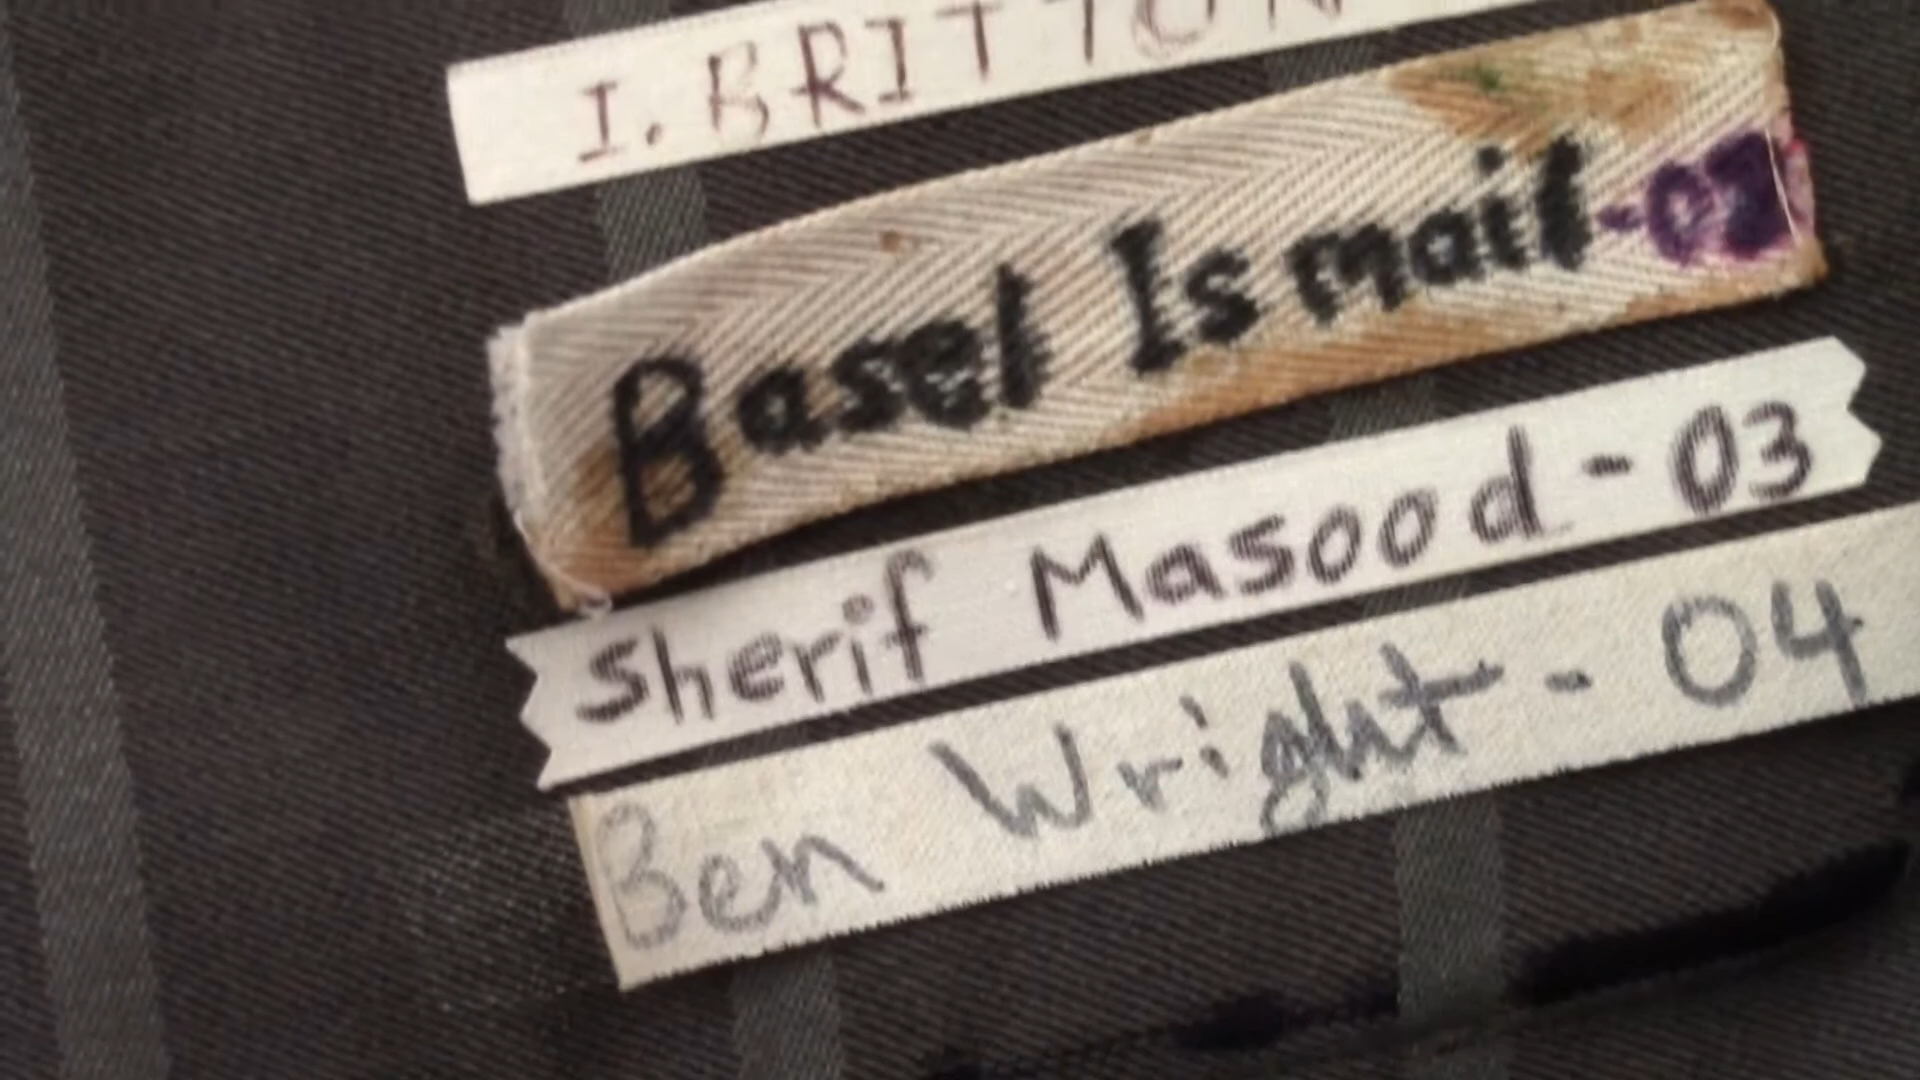 I. BRITTON
Basel Ismail
Sherif Masood - 03
Ben Wright - 04